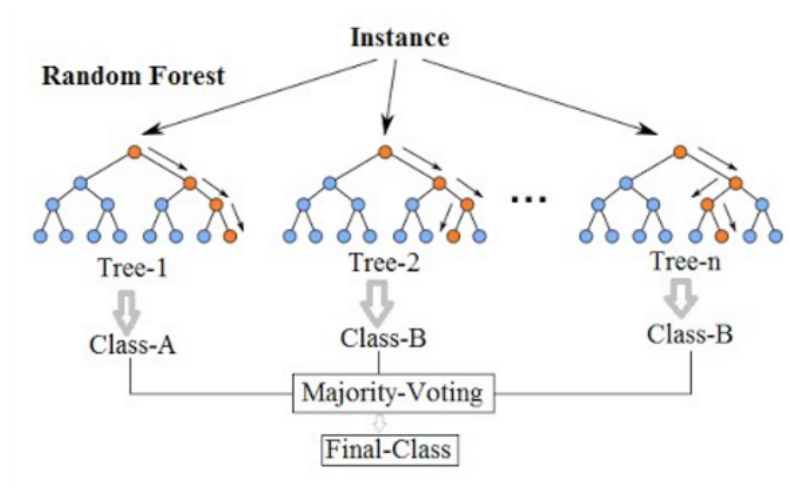 Instance
Random Forest
...
Tree-1
Tree-2
Tree-n
Class-A
Class-B
Class-B
Majority-Voting
Final-Class